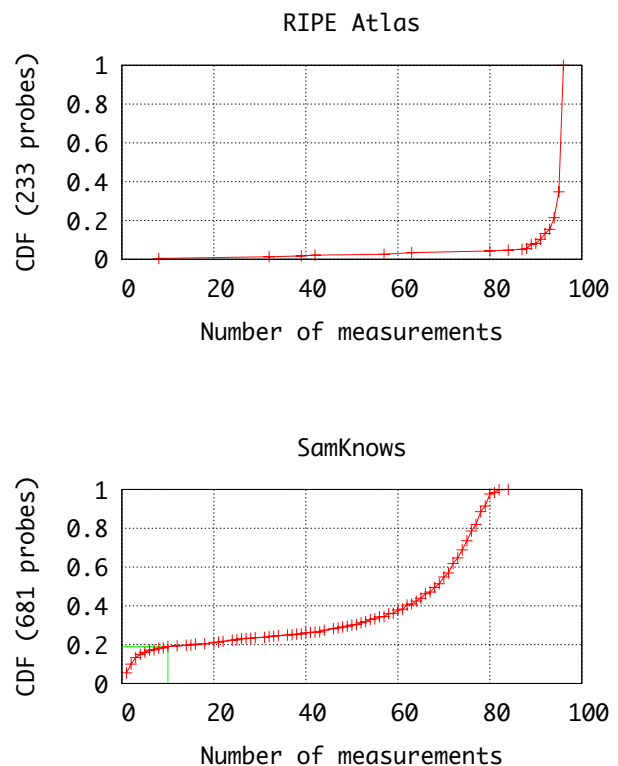 RIPE Atlas
CDF (233 probes)
1
0.8
0.6
0.4
0.2
0
0 20 40 60 80 100
Number of measurements
SamKnows
CDF (681 probes)
1
0.8
0.6
0.4
0.2
0
0 20 40 60 80 100
Number of measurements